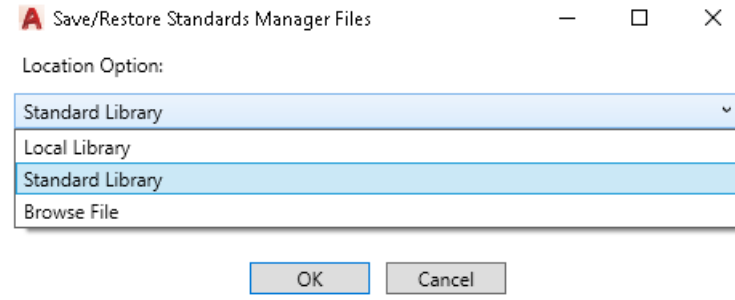 Save/Restore Standards Manager Files
Location Option:
Standard Library
Local Library
Standard Library
Browse File
OK Cancel